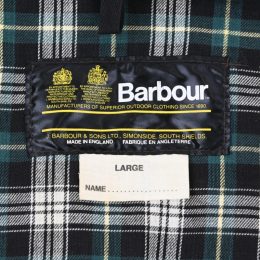 Barbour
MANUFACTURERS OF SUPERIOR OUTDOOR CLOTHING SINCE 1890.
J. BARBOUR & SONS LTD., SIMONSIDE, SOUTH SHIELDS
MADE IN ENGLAND FABRIQUE EN ANGLETERRE
LARGE
NAME....................